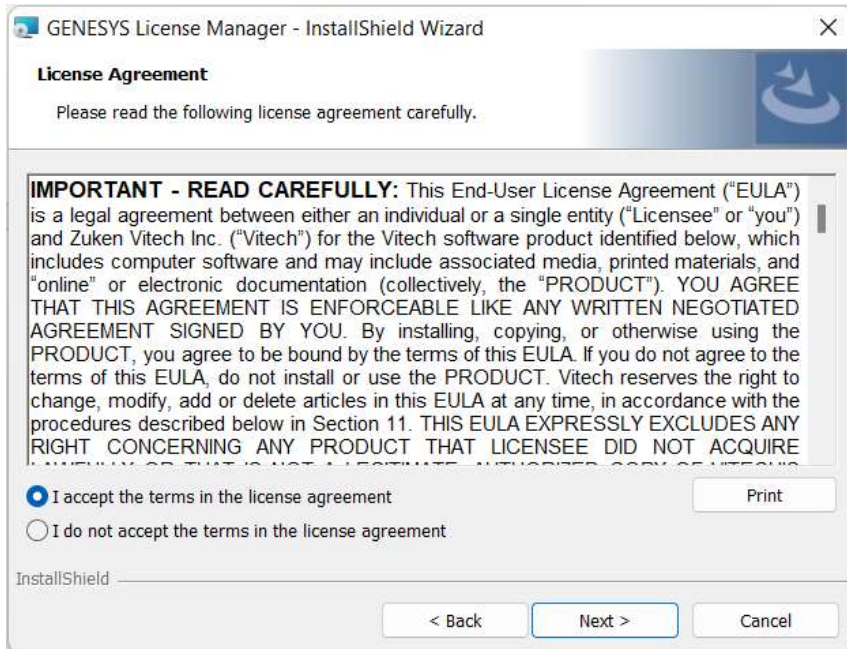 GENESYS License Manager - InstallShield Wizard
License Agreement
Please read the following license agreement carefully.
IMPORTANT - READ CAREFULLY: This End-User License Agreement (“EULA”)
is a legal agreement between either an individual or a single entity (“Licensee” or “you”)
and Zuken Vitech Inc. (“Vitech”) for the Vitech software product identified below, which
includes computer software and may include associated media, printed materials, and
“online” or electronic documentation (collectively, the “PRODUCT”). YOU AGREE
THAT THIS AGREEMENT IS ENFORCEABLE LIKE ANY WRITTEN NEGOTIATED
AGREEMENT SIGNED BY YOU. By installing, copying, or otherwise using the
PRODUCT, you agree to be bound by the terms of this EULA. If you do not agree to the
terms of this EULA, do not install or use the PRODUCT. Vitech reserves the right to
change, modify, add or delete articles in this EULA at any time, in accordance with the
procedures described below in Section 11. THIS EULA EXPRESSLY EXCLUDES ANY
RIGHT CONCERNING ANY PRODUCT THAT LICENSEE DID NOT ACQUIRE
I accept the terms in the license agreement
Print
I do not accept the terms in the license agreement
InstallShield
< Back
Next >
Cancel